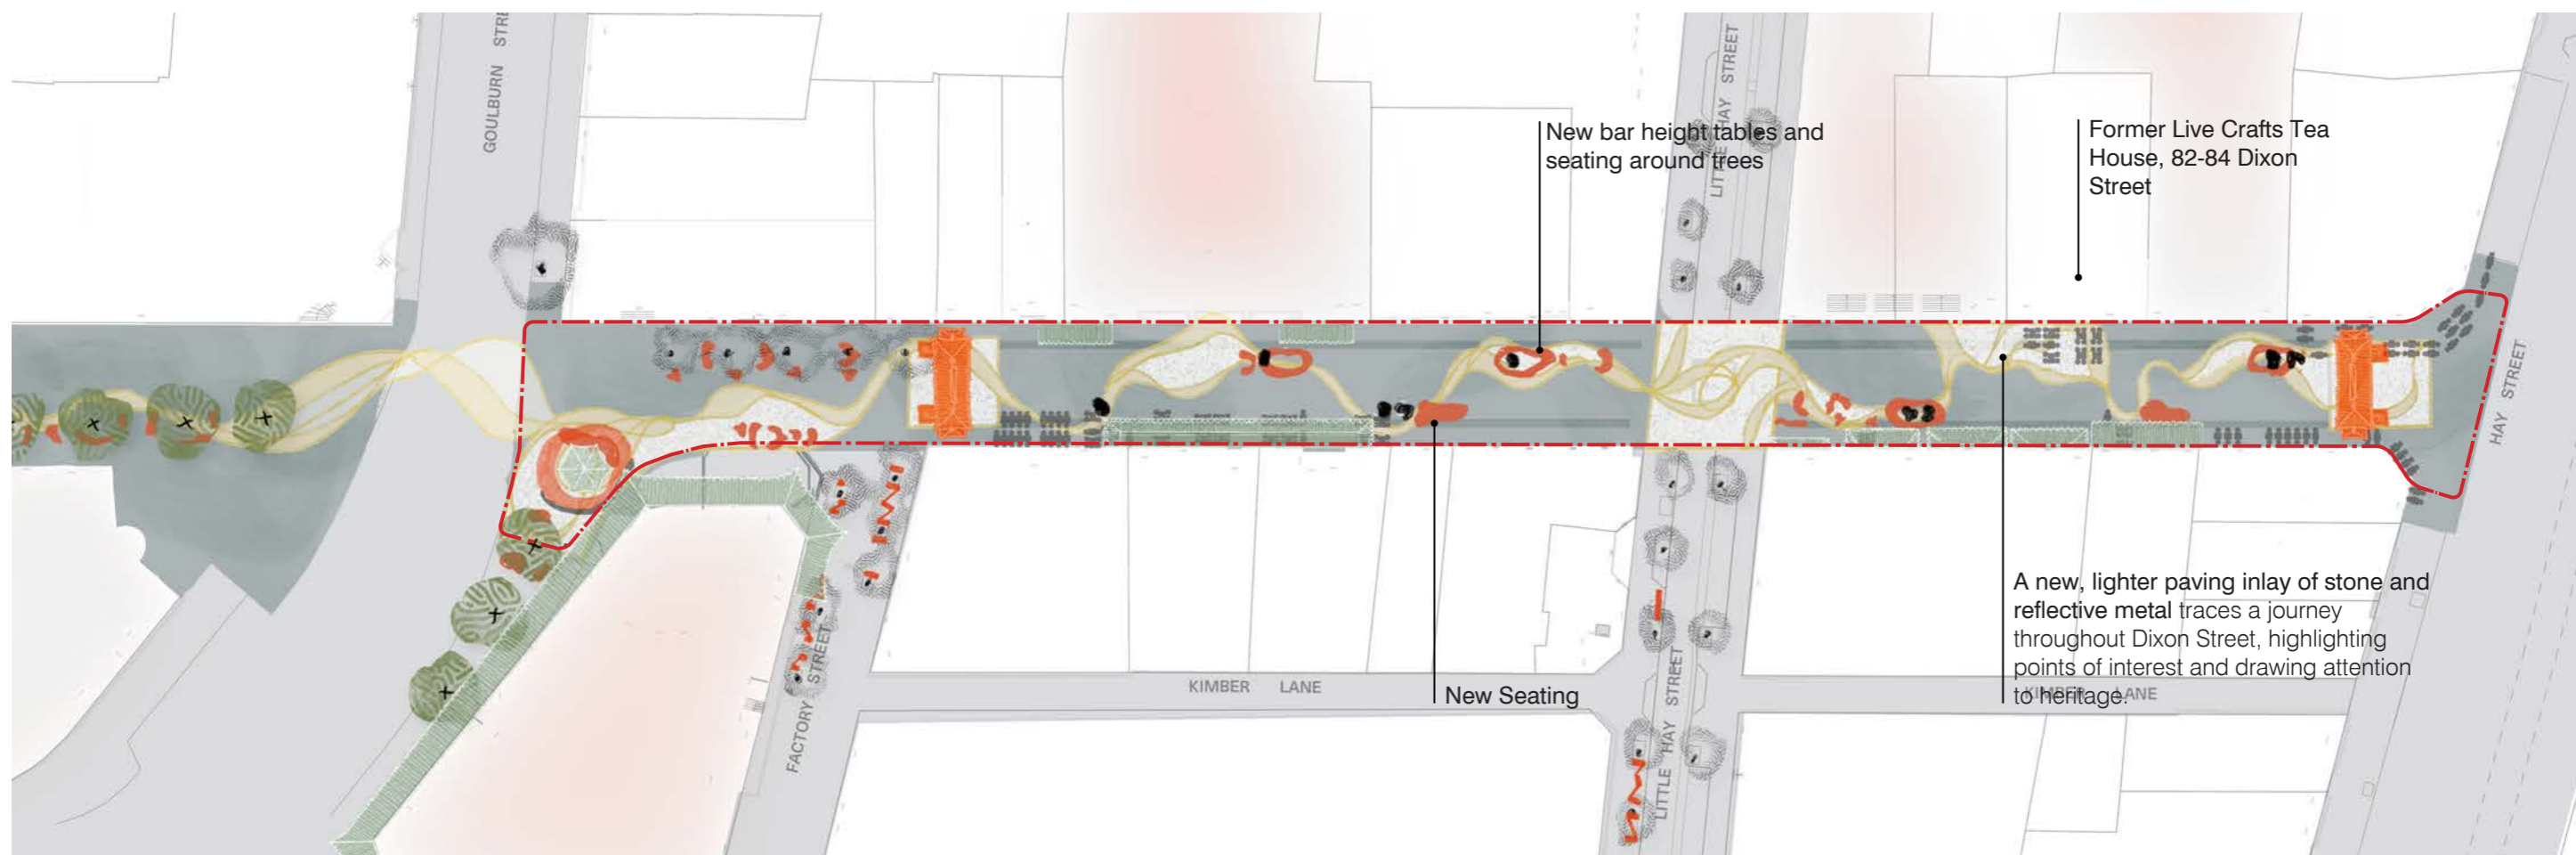 GOULBURN STRE
LITTLE HAY STREET
New bar height tables and
seating around trees
Former Live Crafts Tea
House, 82-84 Dixon
Street
HAY STREET
A new, lighter paving inlay of stone and
reflective metal traces a journey
throughout Dixon Street, highlighting
points of interest and drawing attention
to heritage.
KIMBER LANE
New Seating
KIMBER LANE
FACTORY STREET
LITTLE HAY STREET